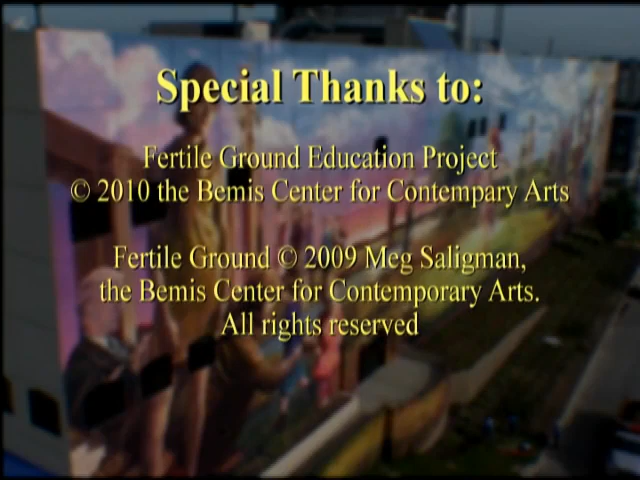 Special Thanks to:
Fertile Ground Education Project
© 2010 the Bemis Center for Contempary Arts
Fertile Ground © 2009 Meg Saligman,
the Bemis Center for Contemporary Arts.
All rights reserved